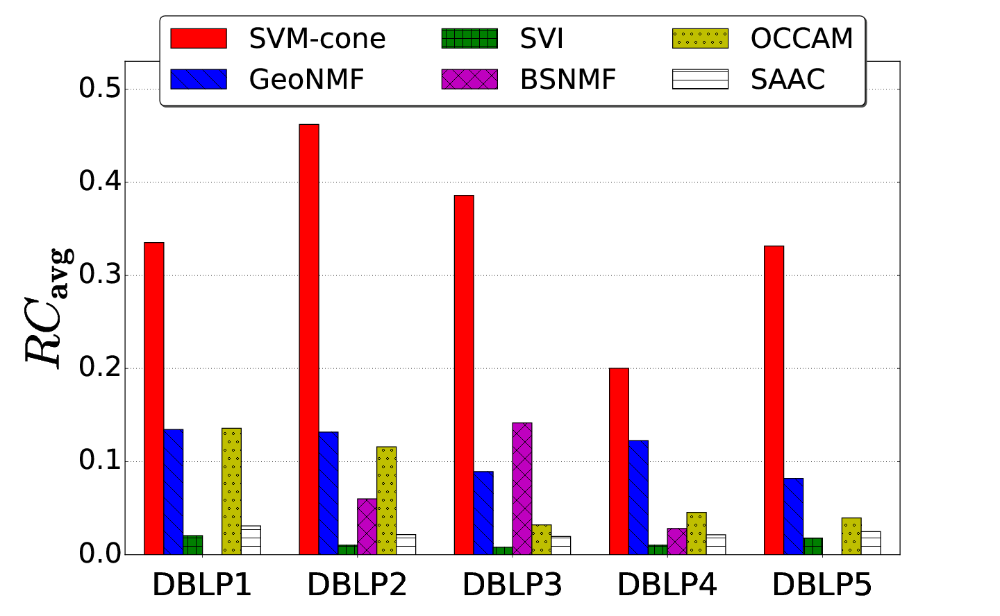 SVM-cone SVI OCCAM
GeoNMF BSNMF SAAC
0.5
0.4
0.3
0.2
0.1
0.0
RCavg
DBLP1 DBLP2 DBLP3 DBLP4 DBLP5